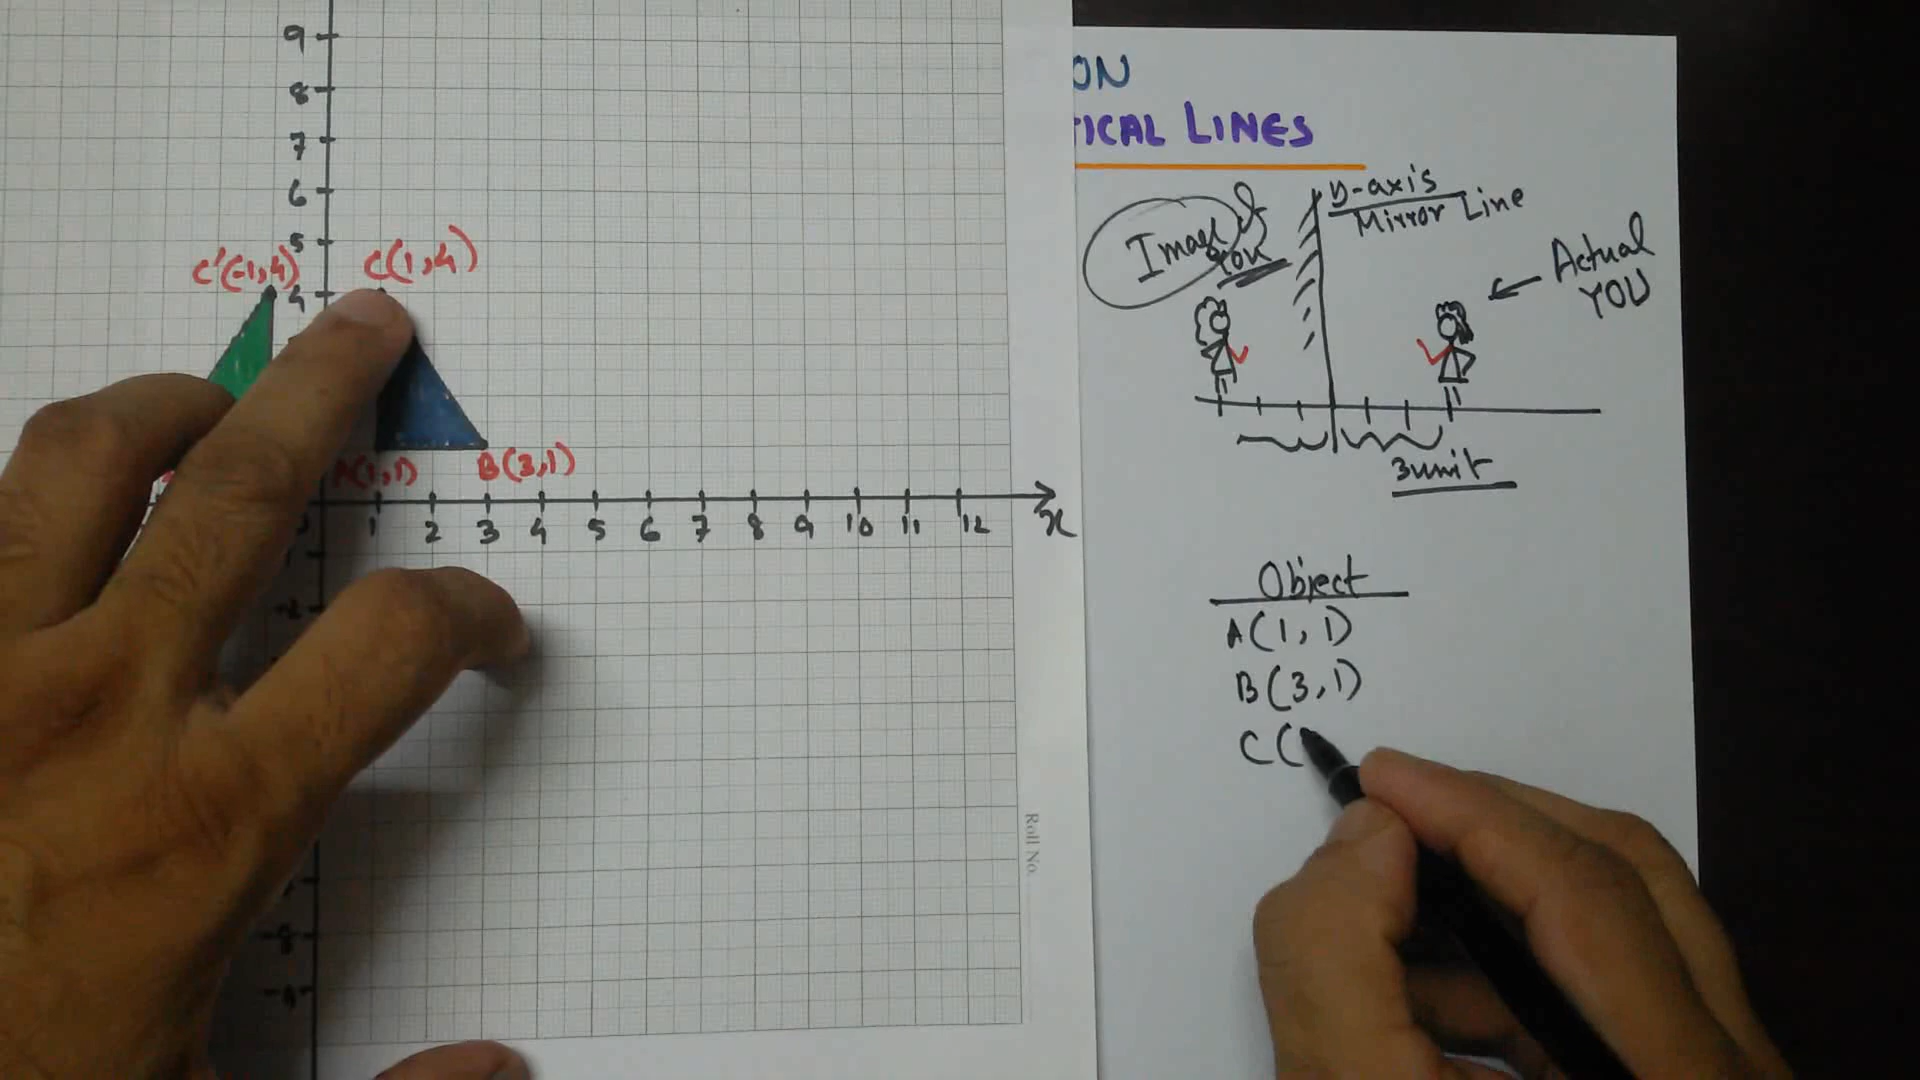 9
8
7
6
5
C'(-1,4)
C(1,4)
4
A(1,1)
B(3,1)
1 2 3 4 5 6 7 8 9 10 11 12
x
-2
Roll No.
ON
TICAL LINES
y-axis
Mirror Line
Image of
YOU
Actual
YOU
3unit
Object
A(1,1)
B(3,1)
C(